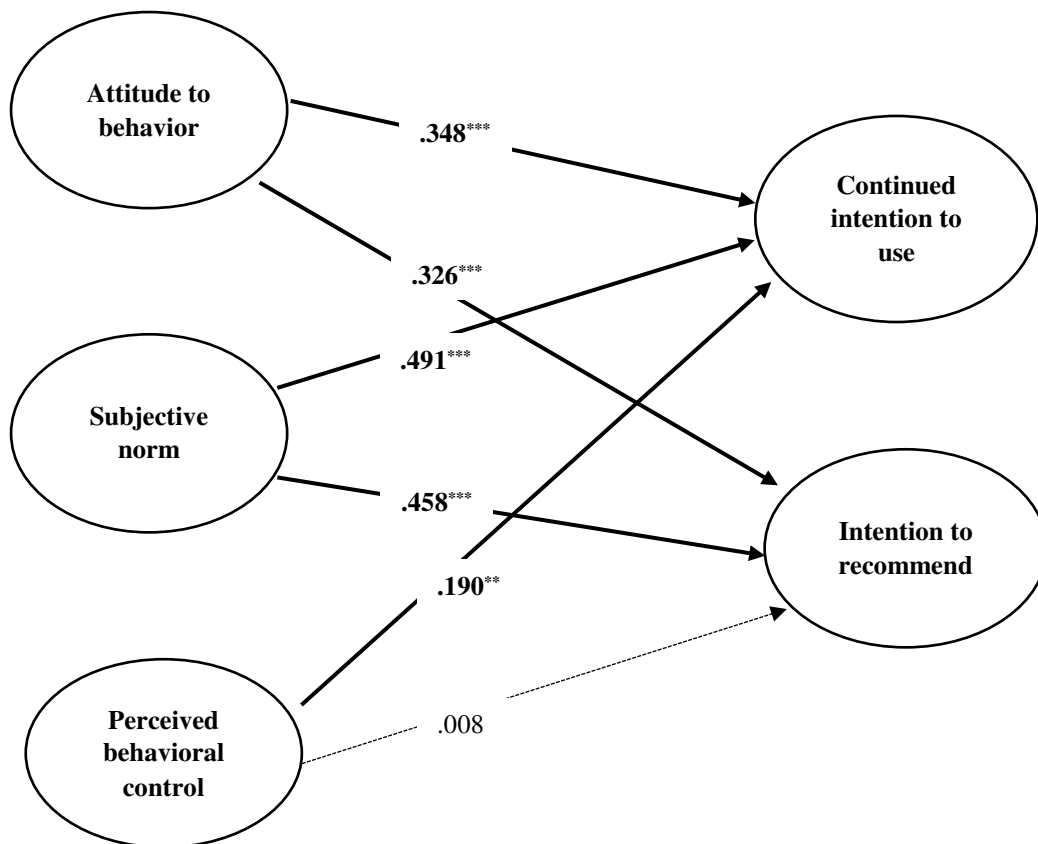 Attitude to
behavior
.348***
Continued
intention to
use
.326***
.491***
Subjective
norm
.458***
Intention to
recommend
.190**
.008
Perceived
behavioral
control